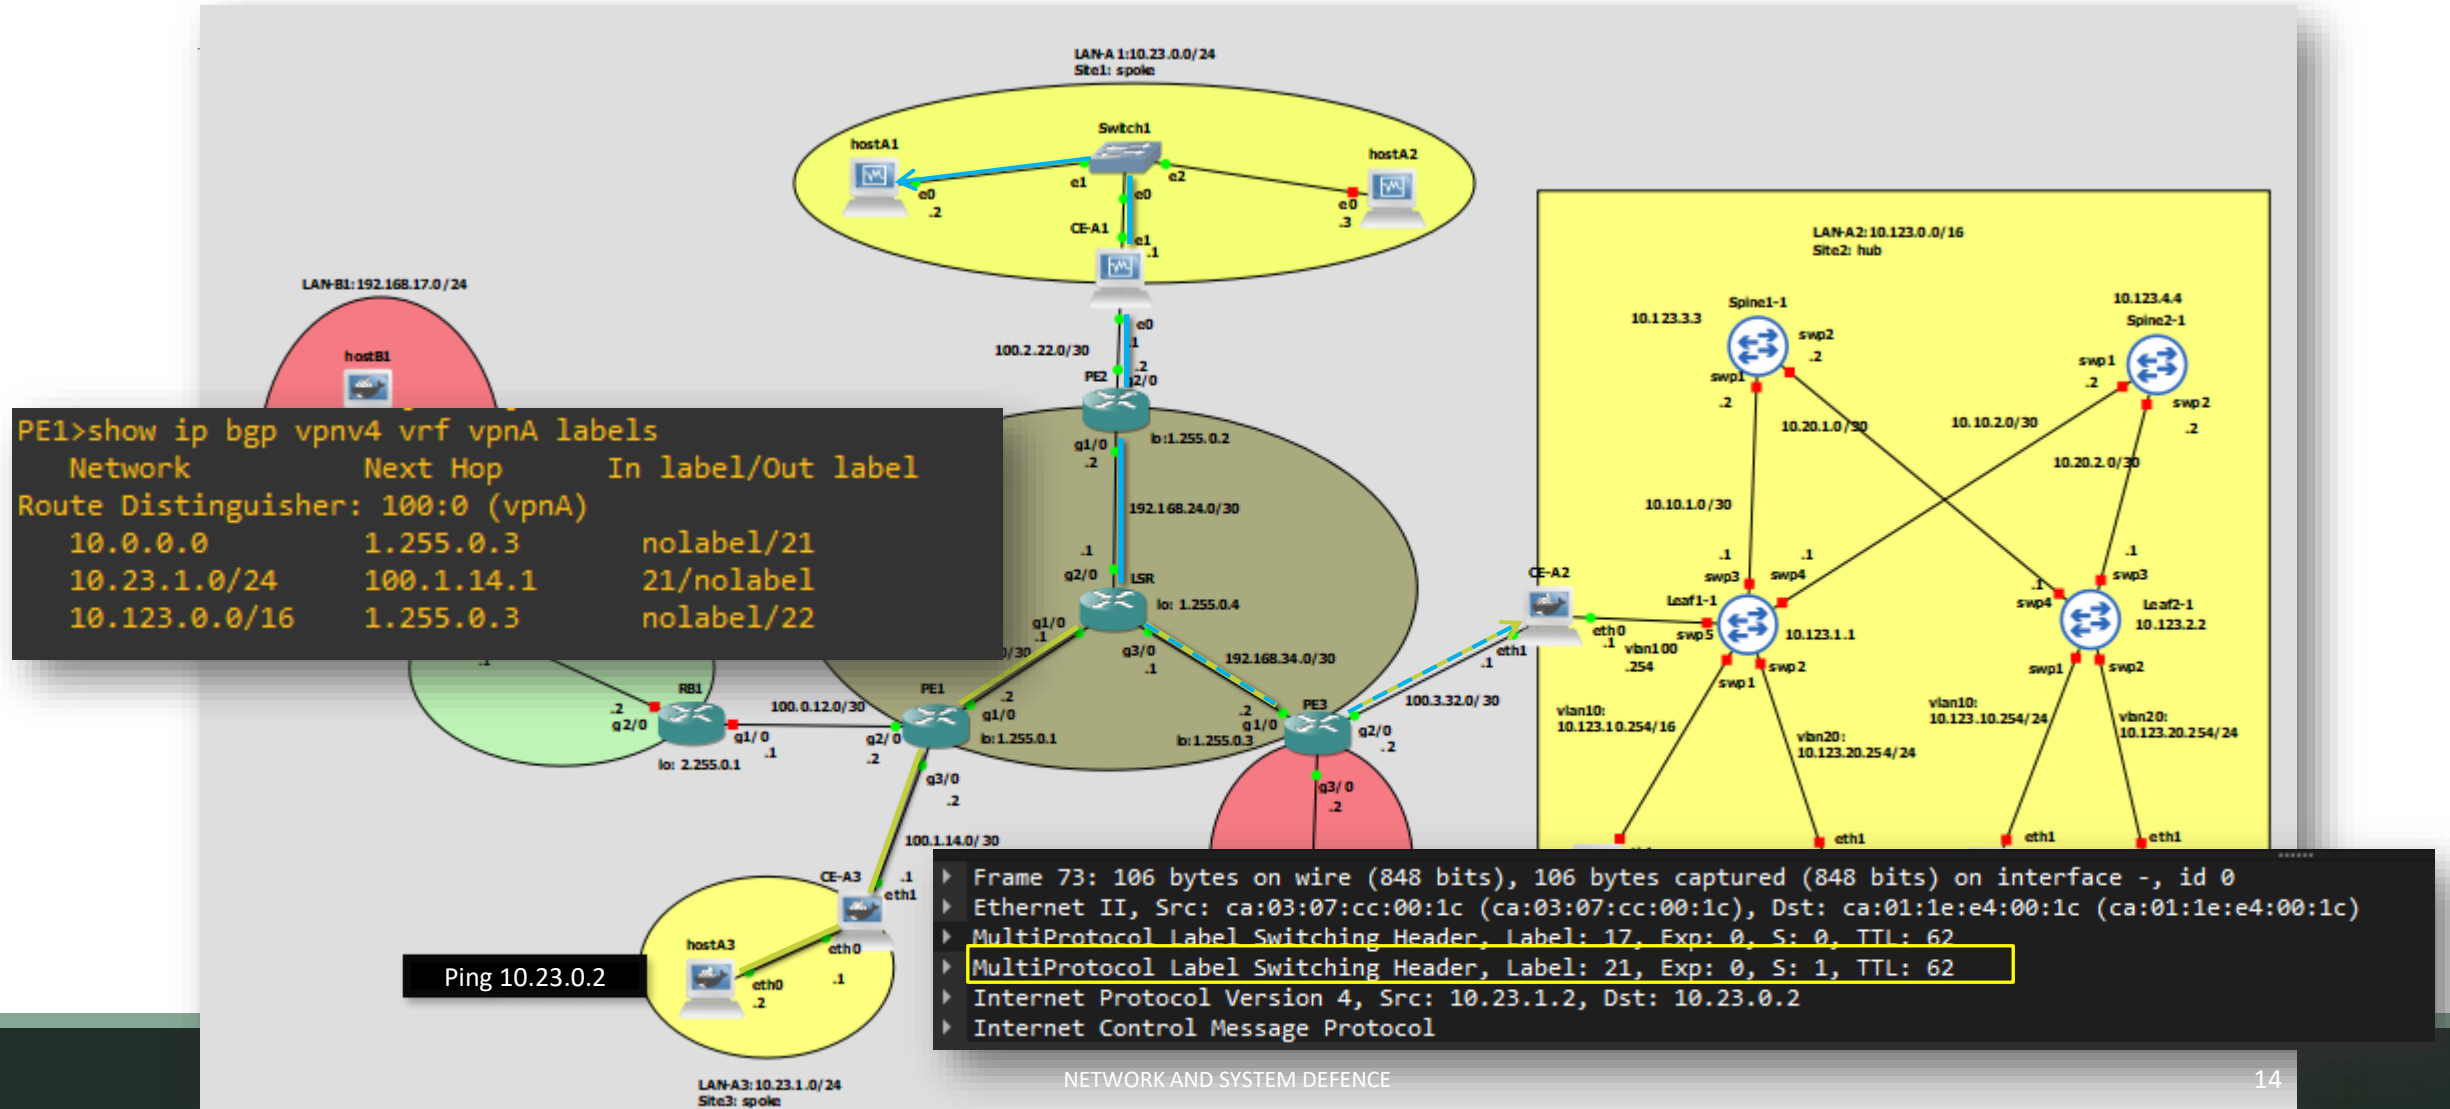 LAN-A 1:10.23.0.0/24
Site1: spoke
Switch1
hostA1
hostA2
e1
e2
e0
.2
e0
e0
.3
CE-A1
e1
.1
LAN-A2: 10.123.0.0/16
Site2: hub
LAN-B1: 192.168.17.0/24
hostB1
Spine1-1
10.123.3.3
swp2
.2
swp1
.2
10.123.4.4
Spine2-1
swp1
.2
swp2
.2
e0
.1
100.2.22.0/30
.2
PE2
g2/0
g1/0
.2
lo:1.255.0.2
10.20.1.0/30
10.10.2.0/30
10.20.2.0/30
10.10.1.0/30
192.168.24.0/30
PE1>show ip bgp vpnv4 vrf vpnA labels
Network Next Hop In label/Out label
Route Distinguisher: 100:0 (vpnA)
10.0.0.0 1.255.0.3 nolabel/21
10.23.1.0/24 100.1.14.1 21/nolabel
10.123.0.0/16 1.255.0.3 nolabel/22
.1
g2/0
LSR
lo: 1.255.0.4
g1/0
.1
g3/0
.1
192.168.34.0/30
CE-A2
eth0
.1
eth1
.1
.1
swp3
.1
swp4
Leaf1-1
swp5
10.123.1.1
vlan100
.254
swp1
swp2
.1
swp4
.1
swp3
Leaf2-1
10.123.2.2
swp1
swp2
/30
.1
RB1
.2
g2/0
g1/0
.1
lo: 2.255.0.1
100.0.12.0/30
PE1
.2
g1/0
g2/0
.2
lo:1.255.0.1
g3/0
.2
PE3
.2
g1/0
lo:1.255.0.3
g2/0
.2
g3/0
.2
100.3.32.0/30
vlan10:
10.123.10.254/16
vlan20:
10.123.20.254/24
vlan10:
10.123.10.254/24
vlan20:
10.123.20.254/24
eth1
eth1
eth1
100.1.14.0/30
CE-A3
.1
eth1
eth0
.1
hostA3
eth0
.2
Ping 10.23.0.2
Frame 73: 106 bytes on wire (848 bits), 106 bytes captured (848 bits) on interface -, id 0
Ethernet II, Src: ca:03:07:cc:00:1c (ca:03:07:cc:00:1c), Dst: ca:01:1e:e4:00:1c (ca:01:1e:e4:00:1c)
MultiProtocol Label Switching Header, Label: 17, Exp: 0, S: 0, TTL: 62
MultiProtocol Label Switching Header, Label: 21, Exp: 0, S: 1, TTL: 62
Internet Protocol Version 4, Src: 10.23.1.2, Dst: 10.23.0.2
Internet Control Message Protocol
LAN-A3: 10.23.1.0/24
Site3: spoke
NETWORK AND SYSTEM DEFENCE
14